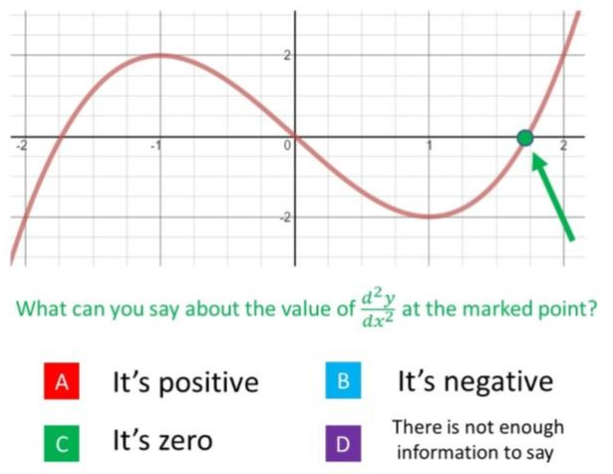 2
-2
-1
0
1
2
-2
What can you say about the value of d²y/dx² at the marked point?
A It's positive
B It's negative
C It's zero
D There is not enough
information to say